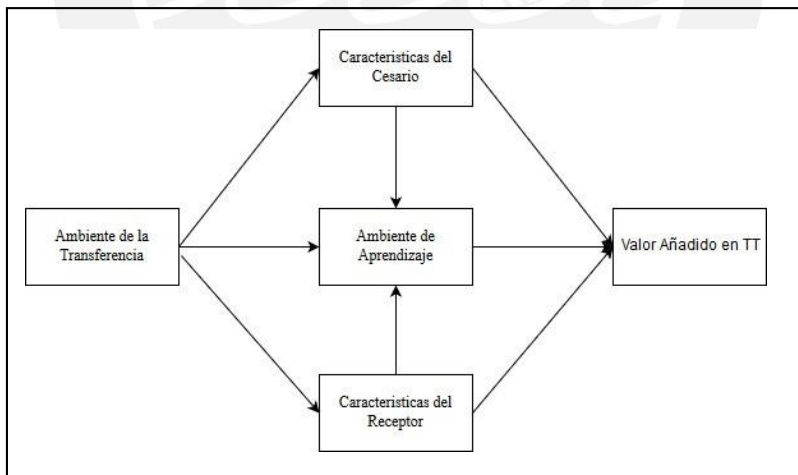 Caracteristicas del
Cesario
Ambiente de la
Transferencia
Ambiente de
Aprendizaje
Valor Añadido en TT
Caracteristicas del
Receptor